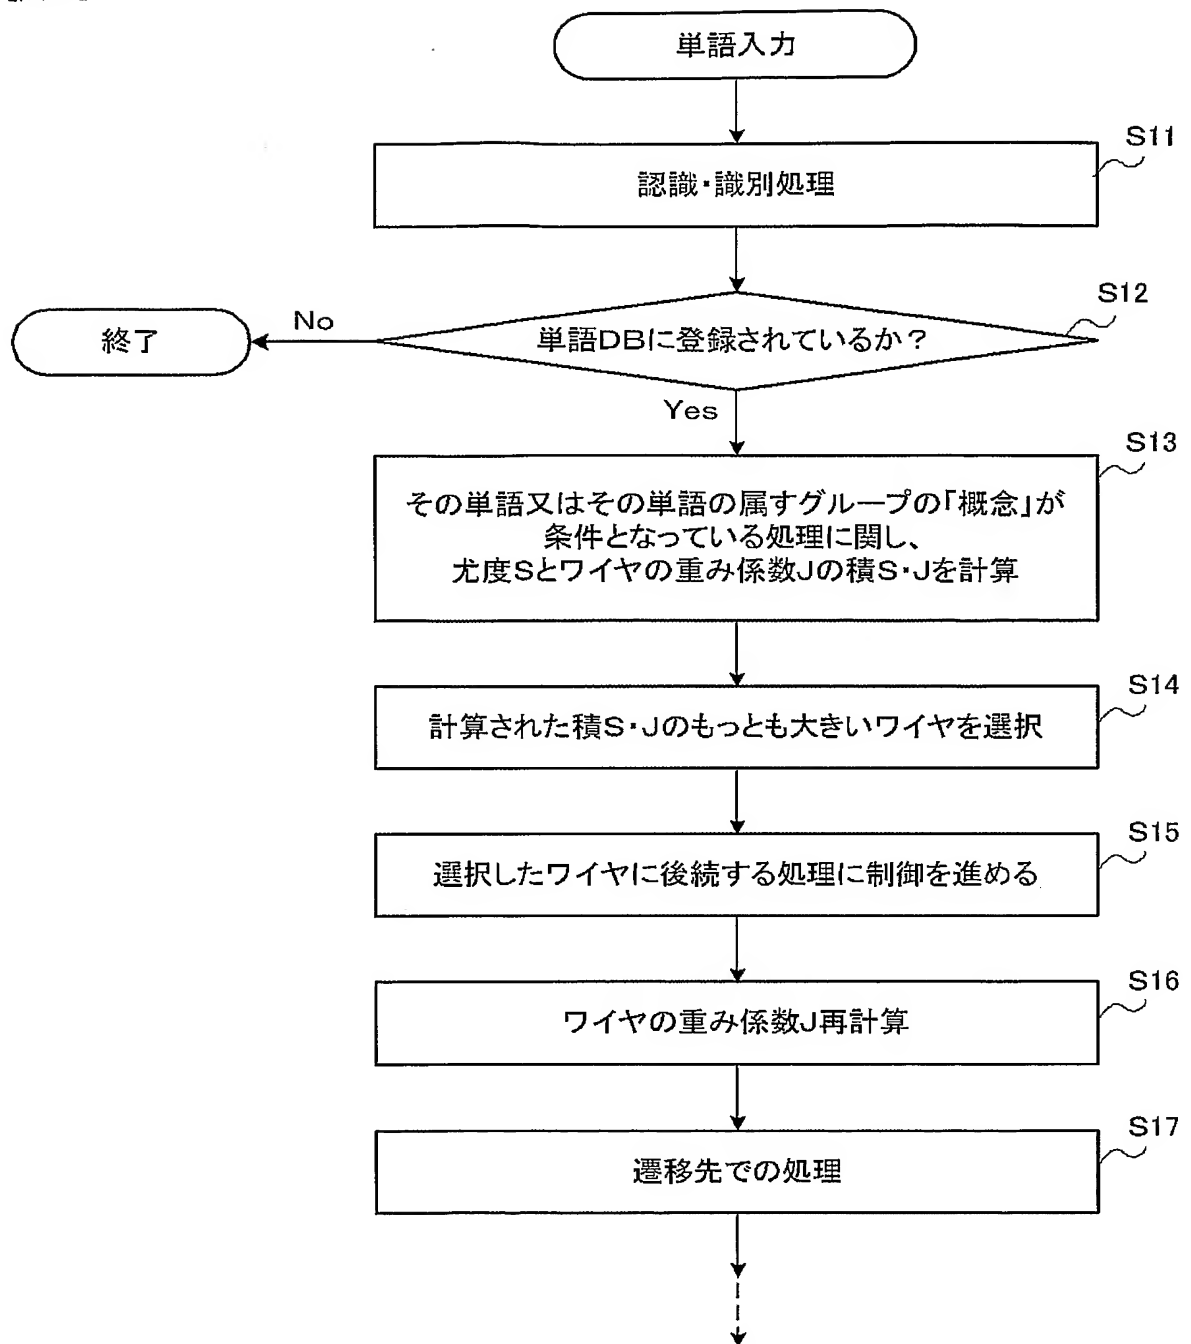 単語入力
S11
認識・識別処理
S12
単語DBに登録されているか?
No
終了
Yes
S13
その単語又はその単語の属すグループの「概念」が
条件となっている処理に関し、
尤度Sとワイヤの重み係数Jの積S・Jを計算
S14
計算された積S・Jのもっとも大きいワイヤを選択
S15
選択したワイヤに後続する処理に制御を進める
S16
ワイヤの重み係数J再計算
S17
遷移先での処理